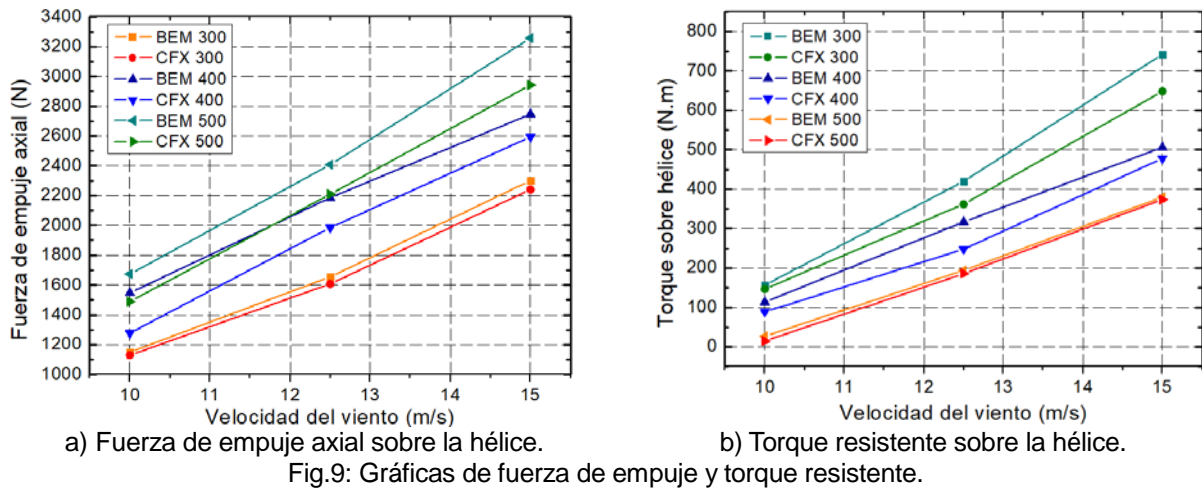 3400
3200
3000
2800
2600
2400
2200
2000
1800
1600
1400
1200
1000
Fuerza de empuje axial (N)
BEM 300
CFX 300
BEM 400
CFX 400
BEM 500
CFX 500
10 11 12 13 14 15
Velocidad del viento (m/s)
a) Fuerza de empuje axial sobre la hélice.
800
700
600
500
400
300
200
100
0
Torque sobre hélice (N.m)
BEM 300
CFX 300
BEM 400
CFX 400
BEM 500
CFX 500
10 11 12 13 14 15
Velocidad del viento (m/s)
b) Torque resistente sobre la hélice.
Fig.9: Gráficas de fuerza de empuje y torque resistente.